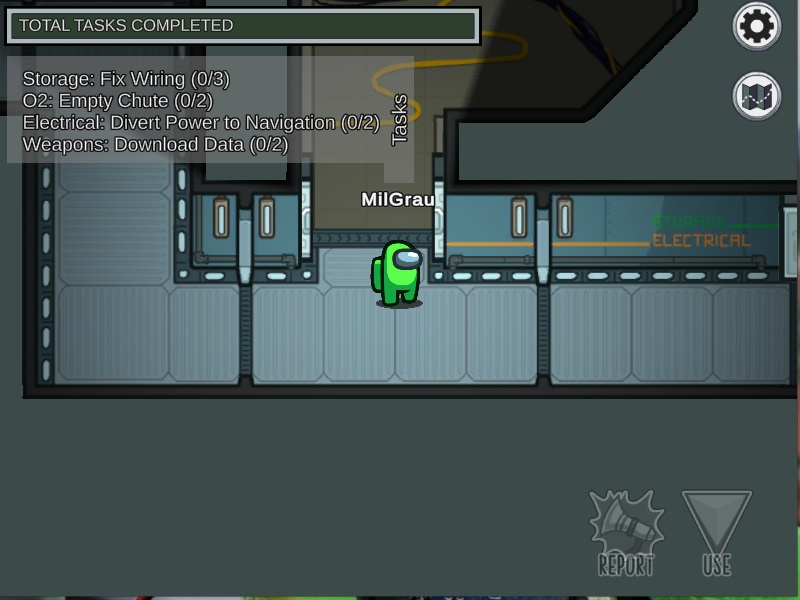 TOTAL TASKS COMPLETED
Storage: Fix Wiring (0/3)
O2: Empty Chute (0/2)
Electrical: Divert Power to Navigation (0/2)
Weapons: Download Data (0/2)
Tasks
MilGrau
STORAGE
ELECTRICAL
REPORT
USE